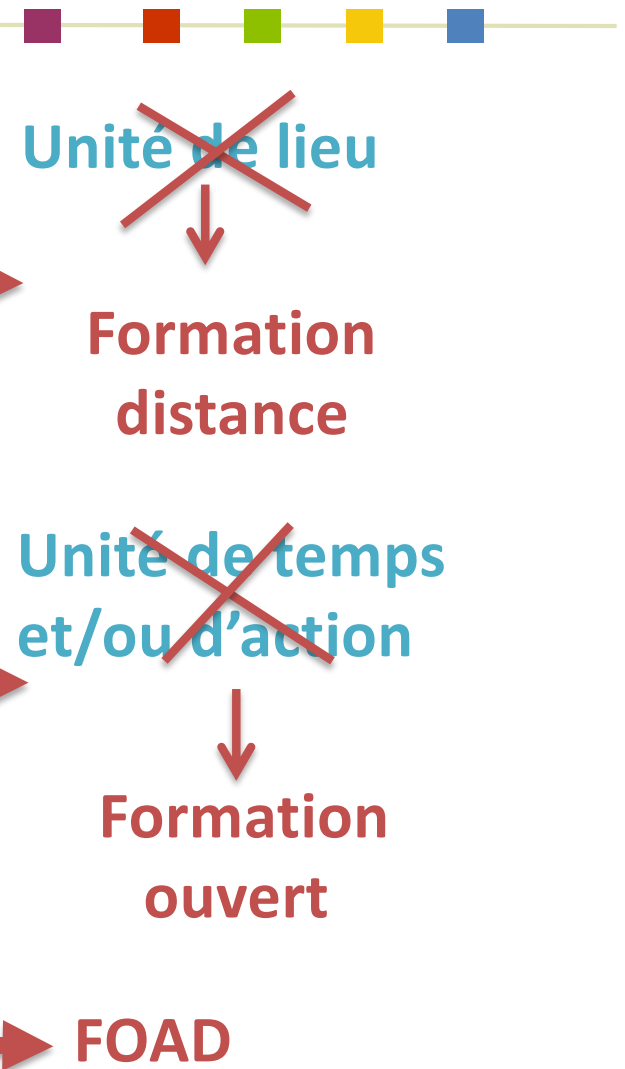 Unité de lieu
Formation
distance
Unité de temps
et/ou d’action
Formation
ouvert
FOAD